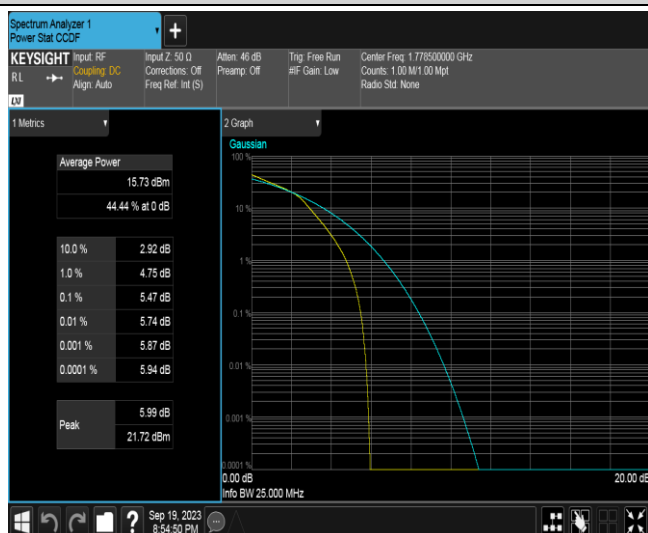 Spectrum Analyzer 1
Power Stat CCDF
▼
+
KEYSIGHT
RL
LXI
Input: RF
Coupling: DC
Align: Auto
Input Z: 50 Ω
Corrections: Off
Freq Ref: Int (S)
Atten: 46 dB
Preamp: Off
Trig: Free Run
#IF Gain: Low
Center Freq: 1.778500000 GHz
Counts: 1.00 M/1.00 Mpt
Radio Std: None
1 Metrics ▼
Average Power
15.73 dBm
44.44 % at 0 dB
10.0 % 2.92 dB
1.0 % 4.75 dB
0.1 % 5.47 dB
0.01 % 5.74 dB
0.001 % 5.87 dB
0.0001 % 5.94 dB
Peak 5.99 dB
21.72 dBm
2 Graph ▼
Gaussian
100 %
10 %
1 %
0.1 %
0.01 %
0.001 %
0.0001 %
0.00 dB 20.00 dB
Info BW 25.000 MHz
?
Sep 19, 2023
8:54:50 PM